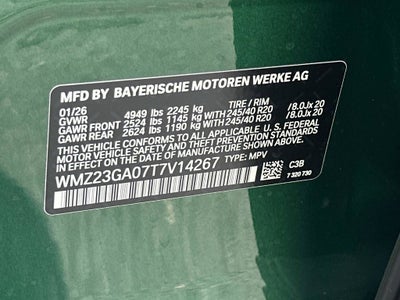 MFD BY BAYERISCHE MOTOREN WERKE AG
01/26 TIRE / RIM
GVWR 4949 lbs 2245 kg
GAWR FRONT 2524 lbs 1145 kg WITH 245/40 R20 /8.0Jx 20
GAWR REAR 2624 lbs 1190 kg WITH 245/40 R20 /8.0Jx 20
THIS VEHICLE CONFORMS TO ALL APPLICABLE U.S. FEDERAL
MOTOR VEHICLE SAFETY, BUMPER, AND THEFT PREVENTION STANDARDS
IN EFFECT ON THE DATE OF MANUFACTURE SHOWN ABOVE.
WMZ23GA07T7V14267 TYPE: MPV C3B
7 320 730